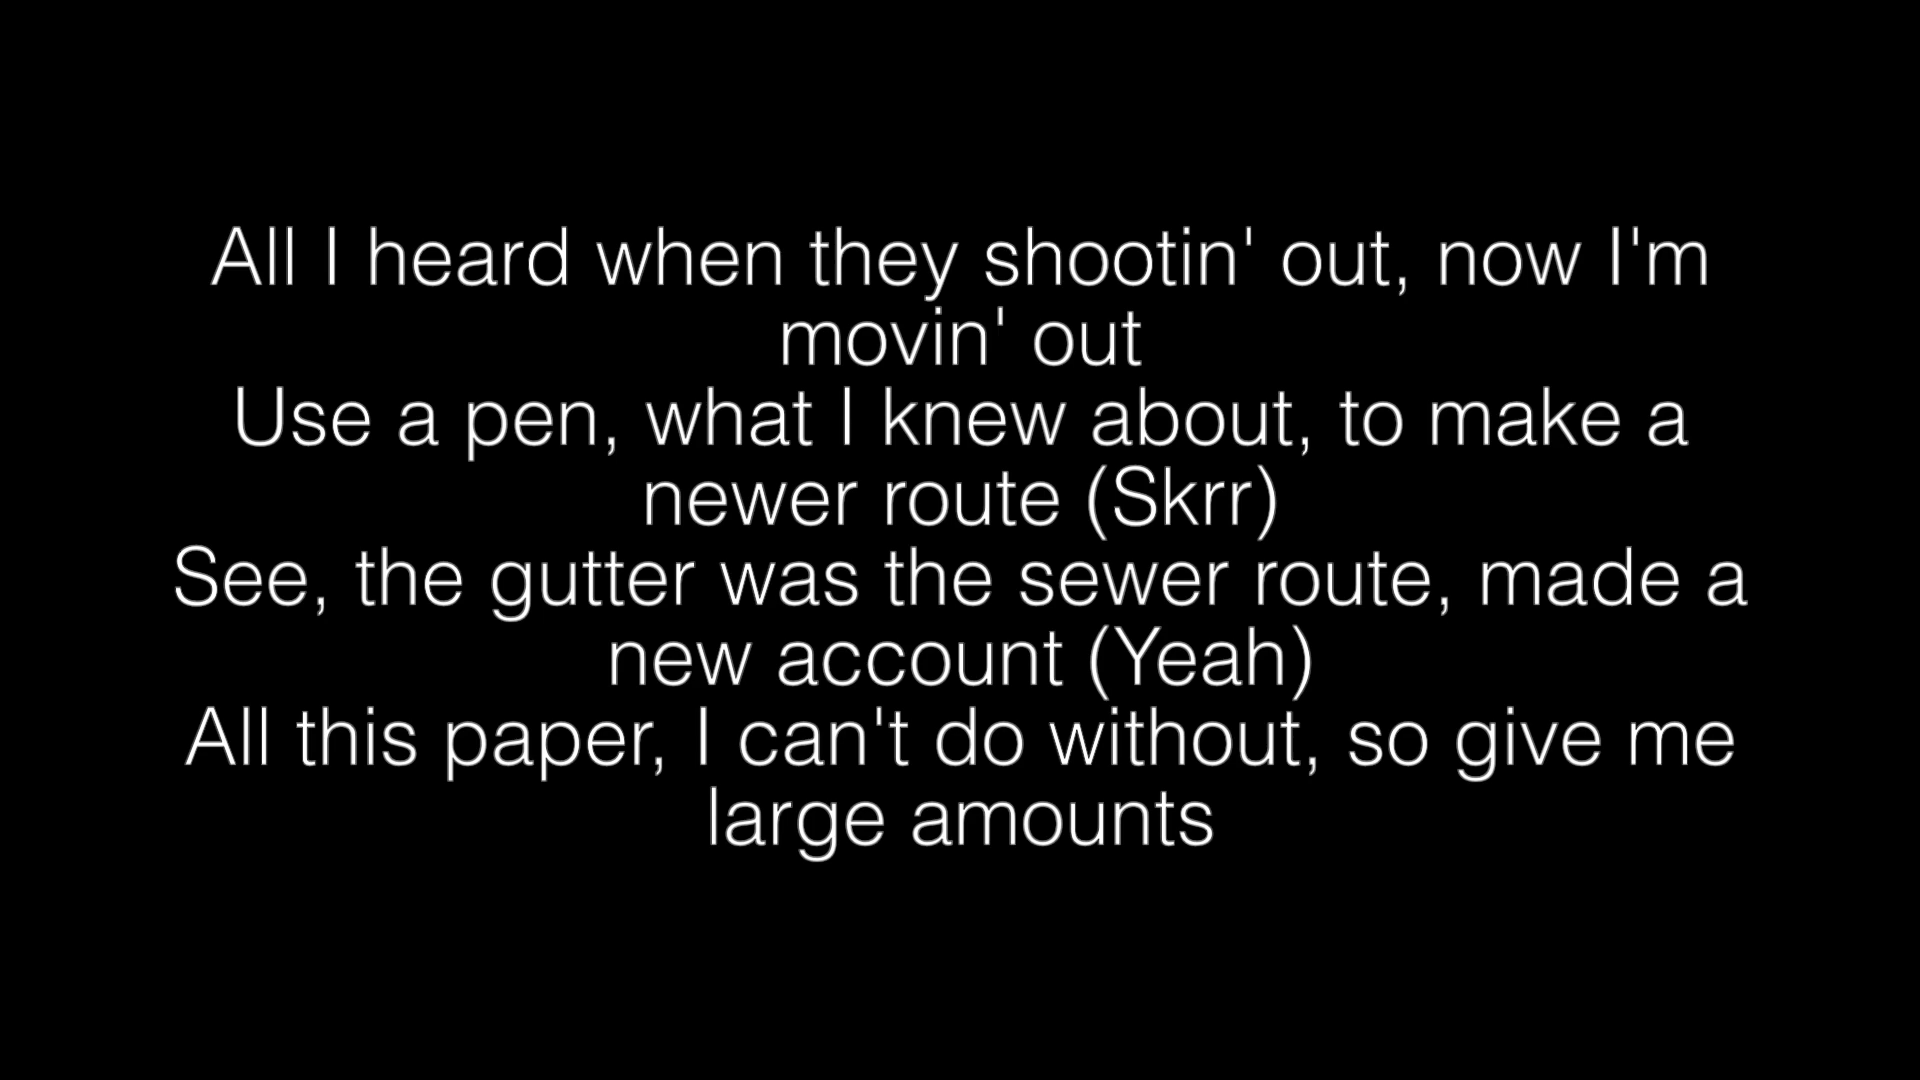 All I heard when they shootin' out, now I'm
movin' out
Use a pen, what I knew about, to make a
newer route (Skrr)
See, the gutter was the sewer route, made a
new account (Yeah)
All this paper, I can't do without, so give me
large amounts